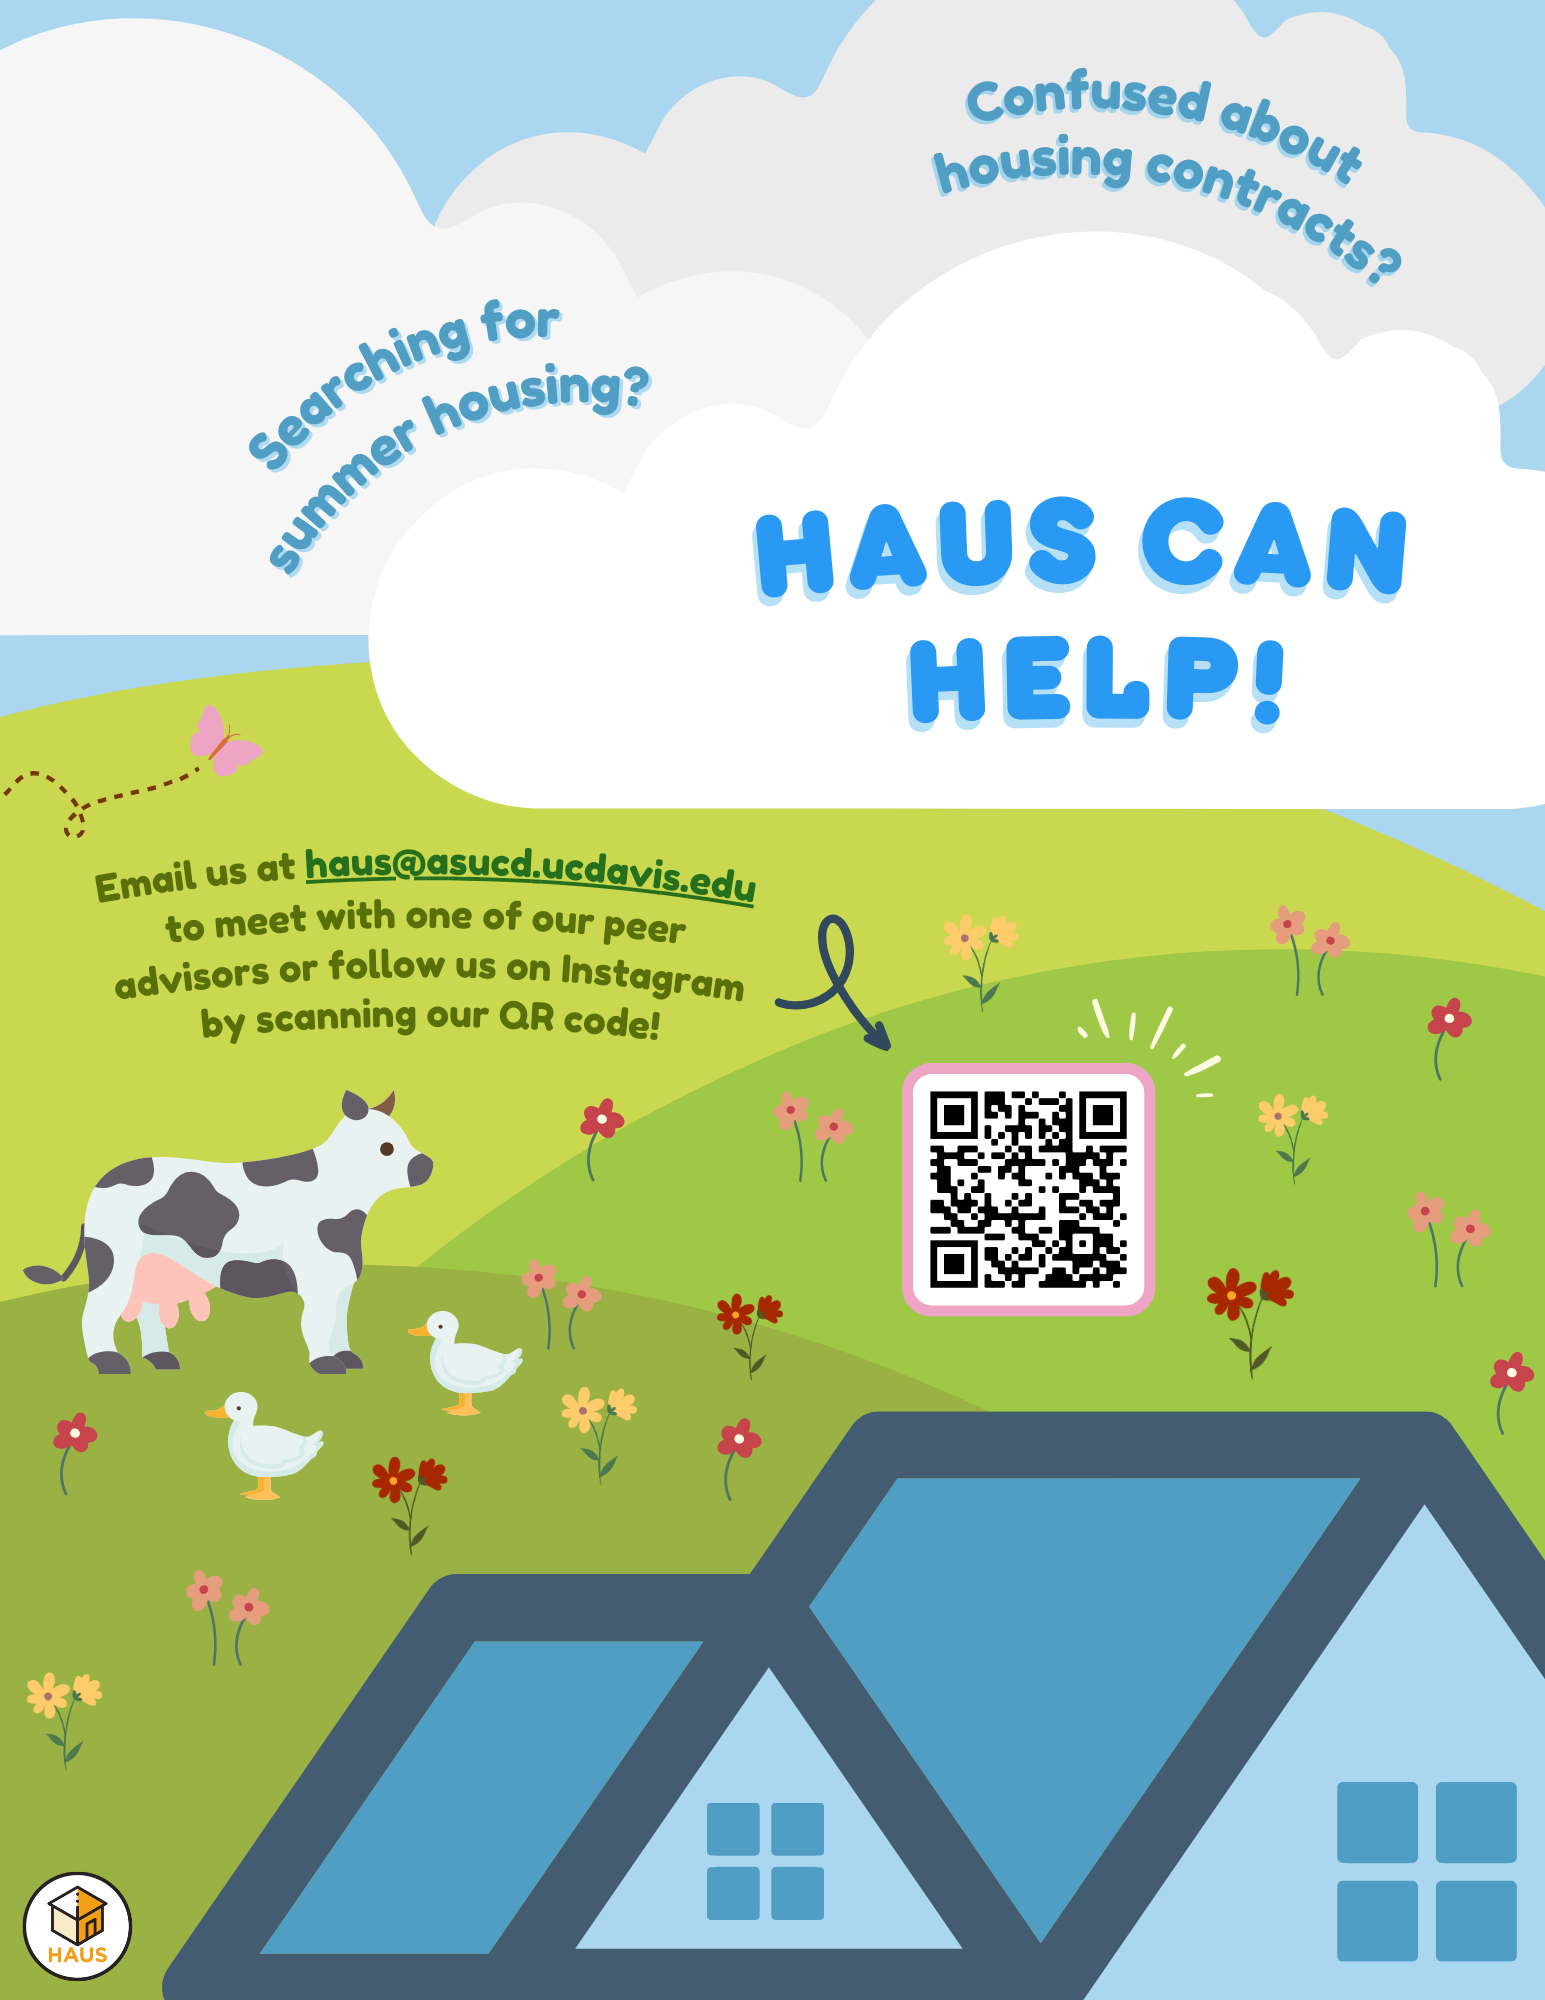 Confused about
housing contracts?
Searching for
summer housing?
HAUS CAN
HELP!
Email us at haus@asucd.ucdavis.edu
to meet with one of our peer
advisors or follow us on Instagram
by scanning our QR code!
HAUS